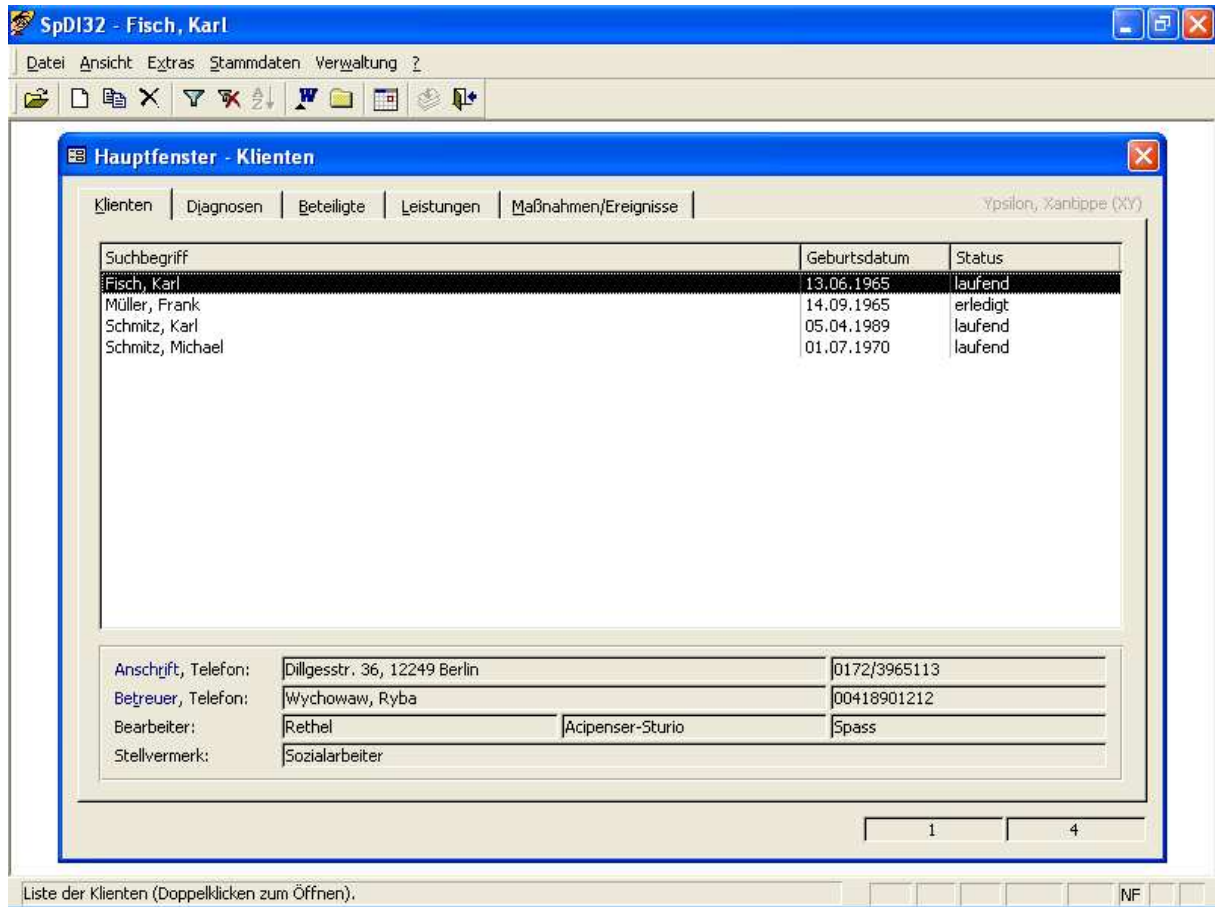 SpDI32 - Fisch, Karl
Datei Ansicht Extras Stammdaten Verwaltung ?
Hauptfenster - Klienten
Klienten Diagnosen Beteiligte Leistungen Maßnahmen/Ereignisse Ypsilon, Xantippe (XY)
Suchbegriff Geburtsdatum Status
Fisch, Karl 13.06.1965 laufend
Müller, Frank 14.09.1965 erledigt
Schmitz, Karl 05.04.1989 laufend
Schmitz, Michael 01.07.1970 laufend
Anschrift, Telefon: Dillgesstr. 36, 12249 Berlin 0172/3965113
Betreuer, Telefon: Wychowaw, Ryba 00418901212
Bearbeiter: Rethel Acipenser-Sturio Spass
Stellvermerk: Sozialarbeiter
1 4
Liste der Klienten (Doppelklicken zum Öffnen). NF